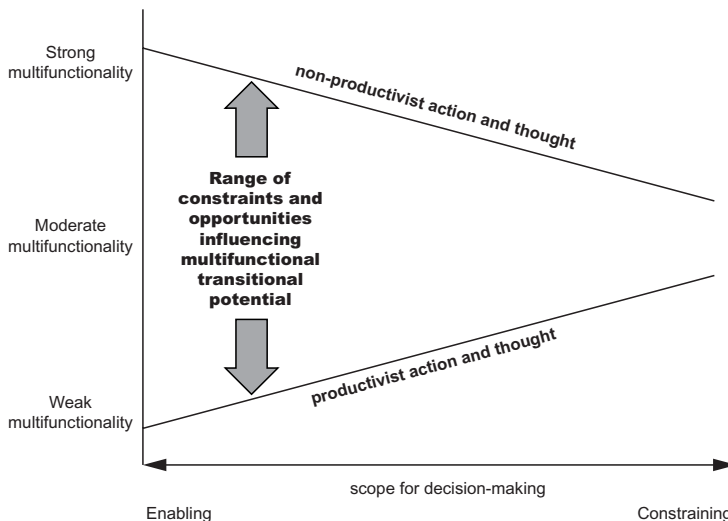 Strong
multifunctionality
non-productivist action and thought
Range of
constraints and
opportunities
influencing
multifunctional
transitional
potential
Moderate
multifunctionality
productivist action and thought
Weak
multifunctionality
scope for decision-making
Enabling
Constraining